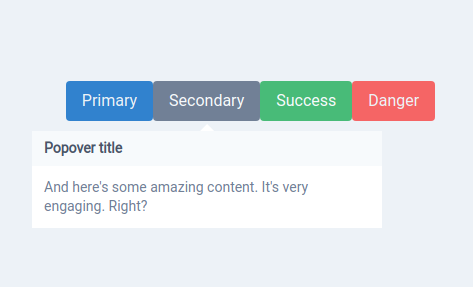 Primary Secondary Success Danger
Popover title
And here's some amazing content. It's very
engaging. Right?